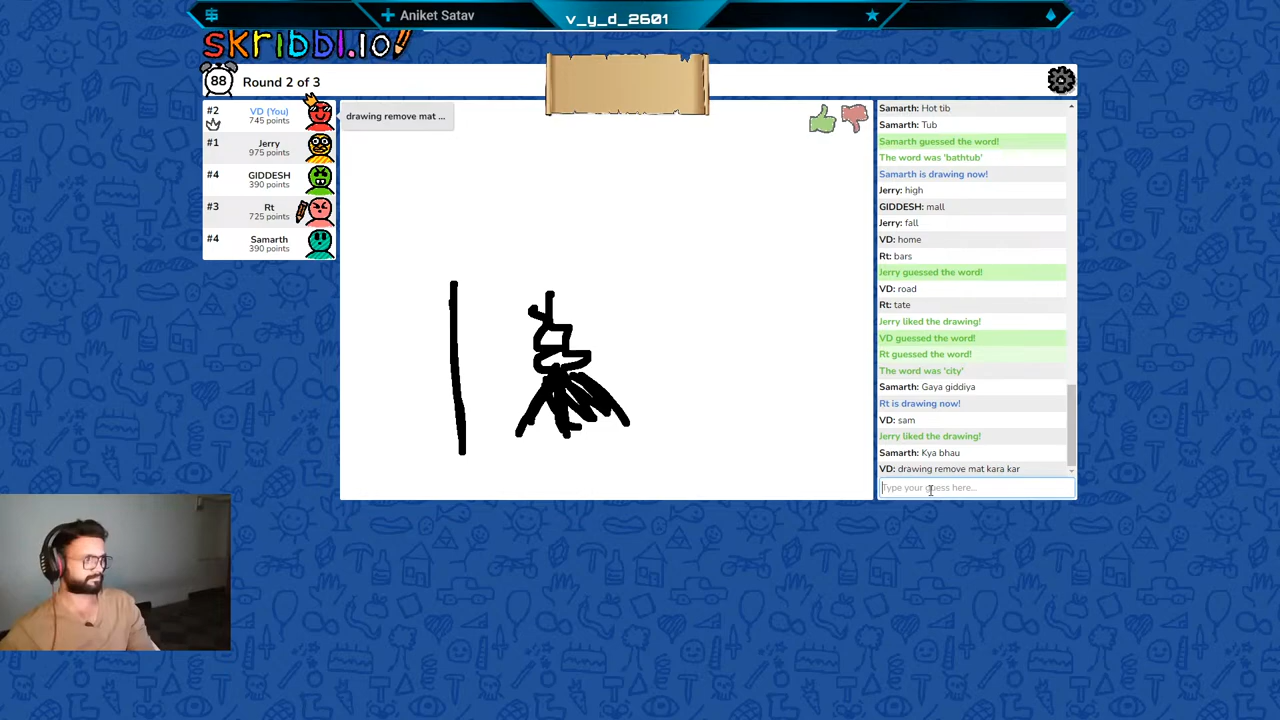 Aniket Satav
v_y_d_2601
skribbl.io
88
Round 2 of 3
#2
VD (You)
745 points
#1
Jerry
975 points
#4
GIDDESH
390 points
#3
Rt
725 points
#4
Samarth
390 points
drawing remove mat ...
Samarth: Hot tib
Samarth: Tub
Samarth guessed the word!
The word was 'bathtub'
Samarth is drawing now!
Jerry: high
GIDDESH: mall
Jerry: fall
VD: home
Rt: bars
Jerry guessed the word!
VD: road
Rt: tate
Jerry liked the drawing!
VD guessed the word!
Rt guessed the word!
The word was 'city'
Samarth: Gaya giddiya
Rt is drawing now!
VD: sam
Jerry liked the drawing!
Samarth: Kya bhau
VD: drawing remove mat kara kar
Type your guess here...